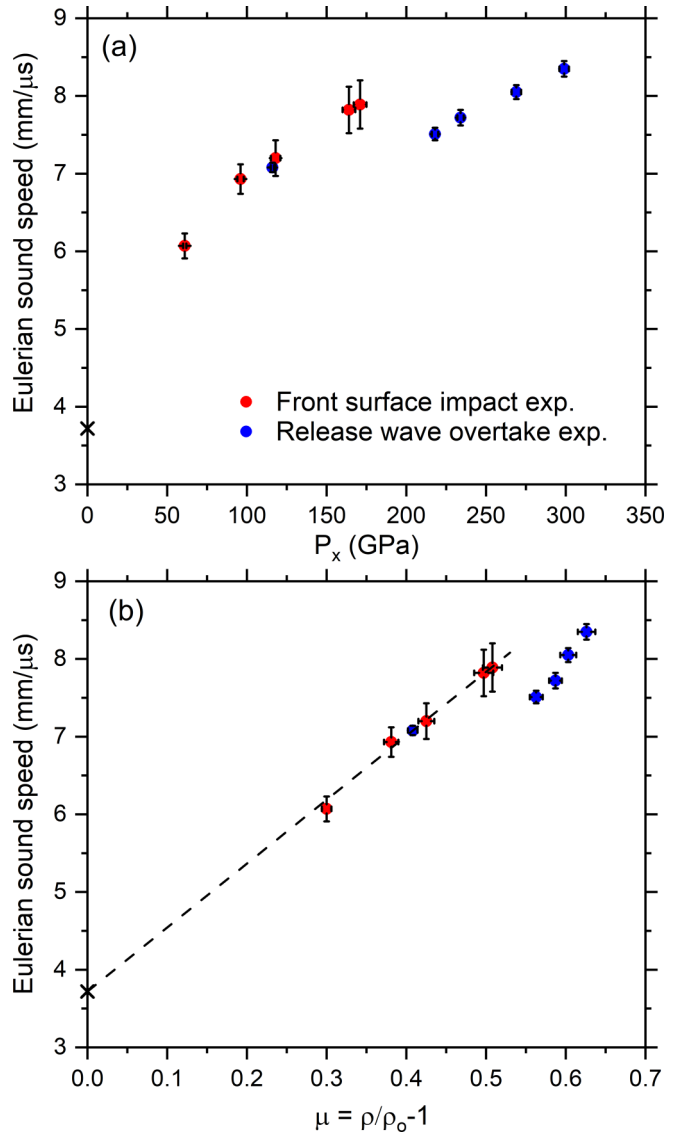 (a)
9
8
7
6
5
4
3
Eulerian sound speed (mm/μs)
Front surface impact exp.
Release wave overtake exp.
0 50 100 150 200 250 300 350
Pₓ (GPa)
(b)
9
8
7
6
5
4
3
Eulerian sound speed (mm/μs)
0.0 0.1 0.2 0.3 0.4 0.5 0.6 0.7
μ = ρ/ρₒ-1